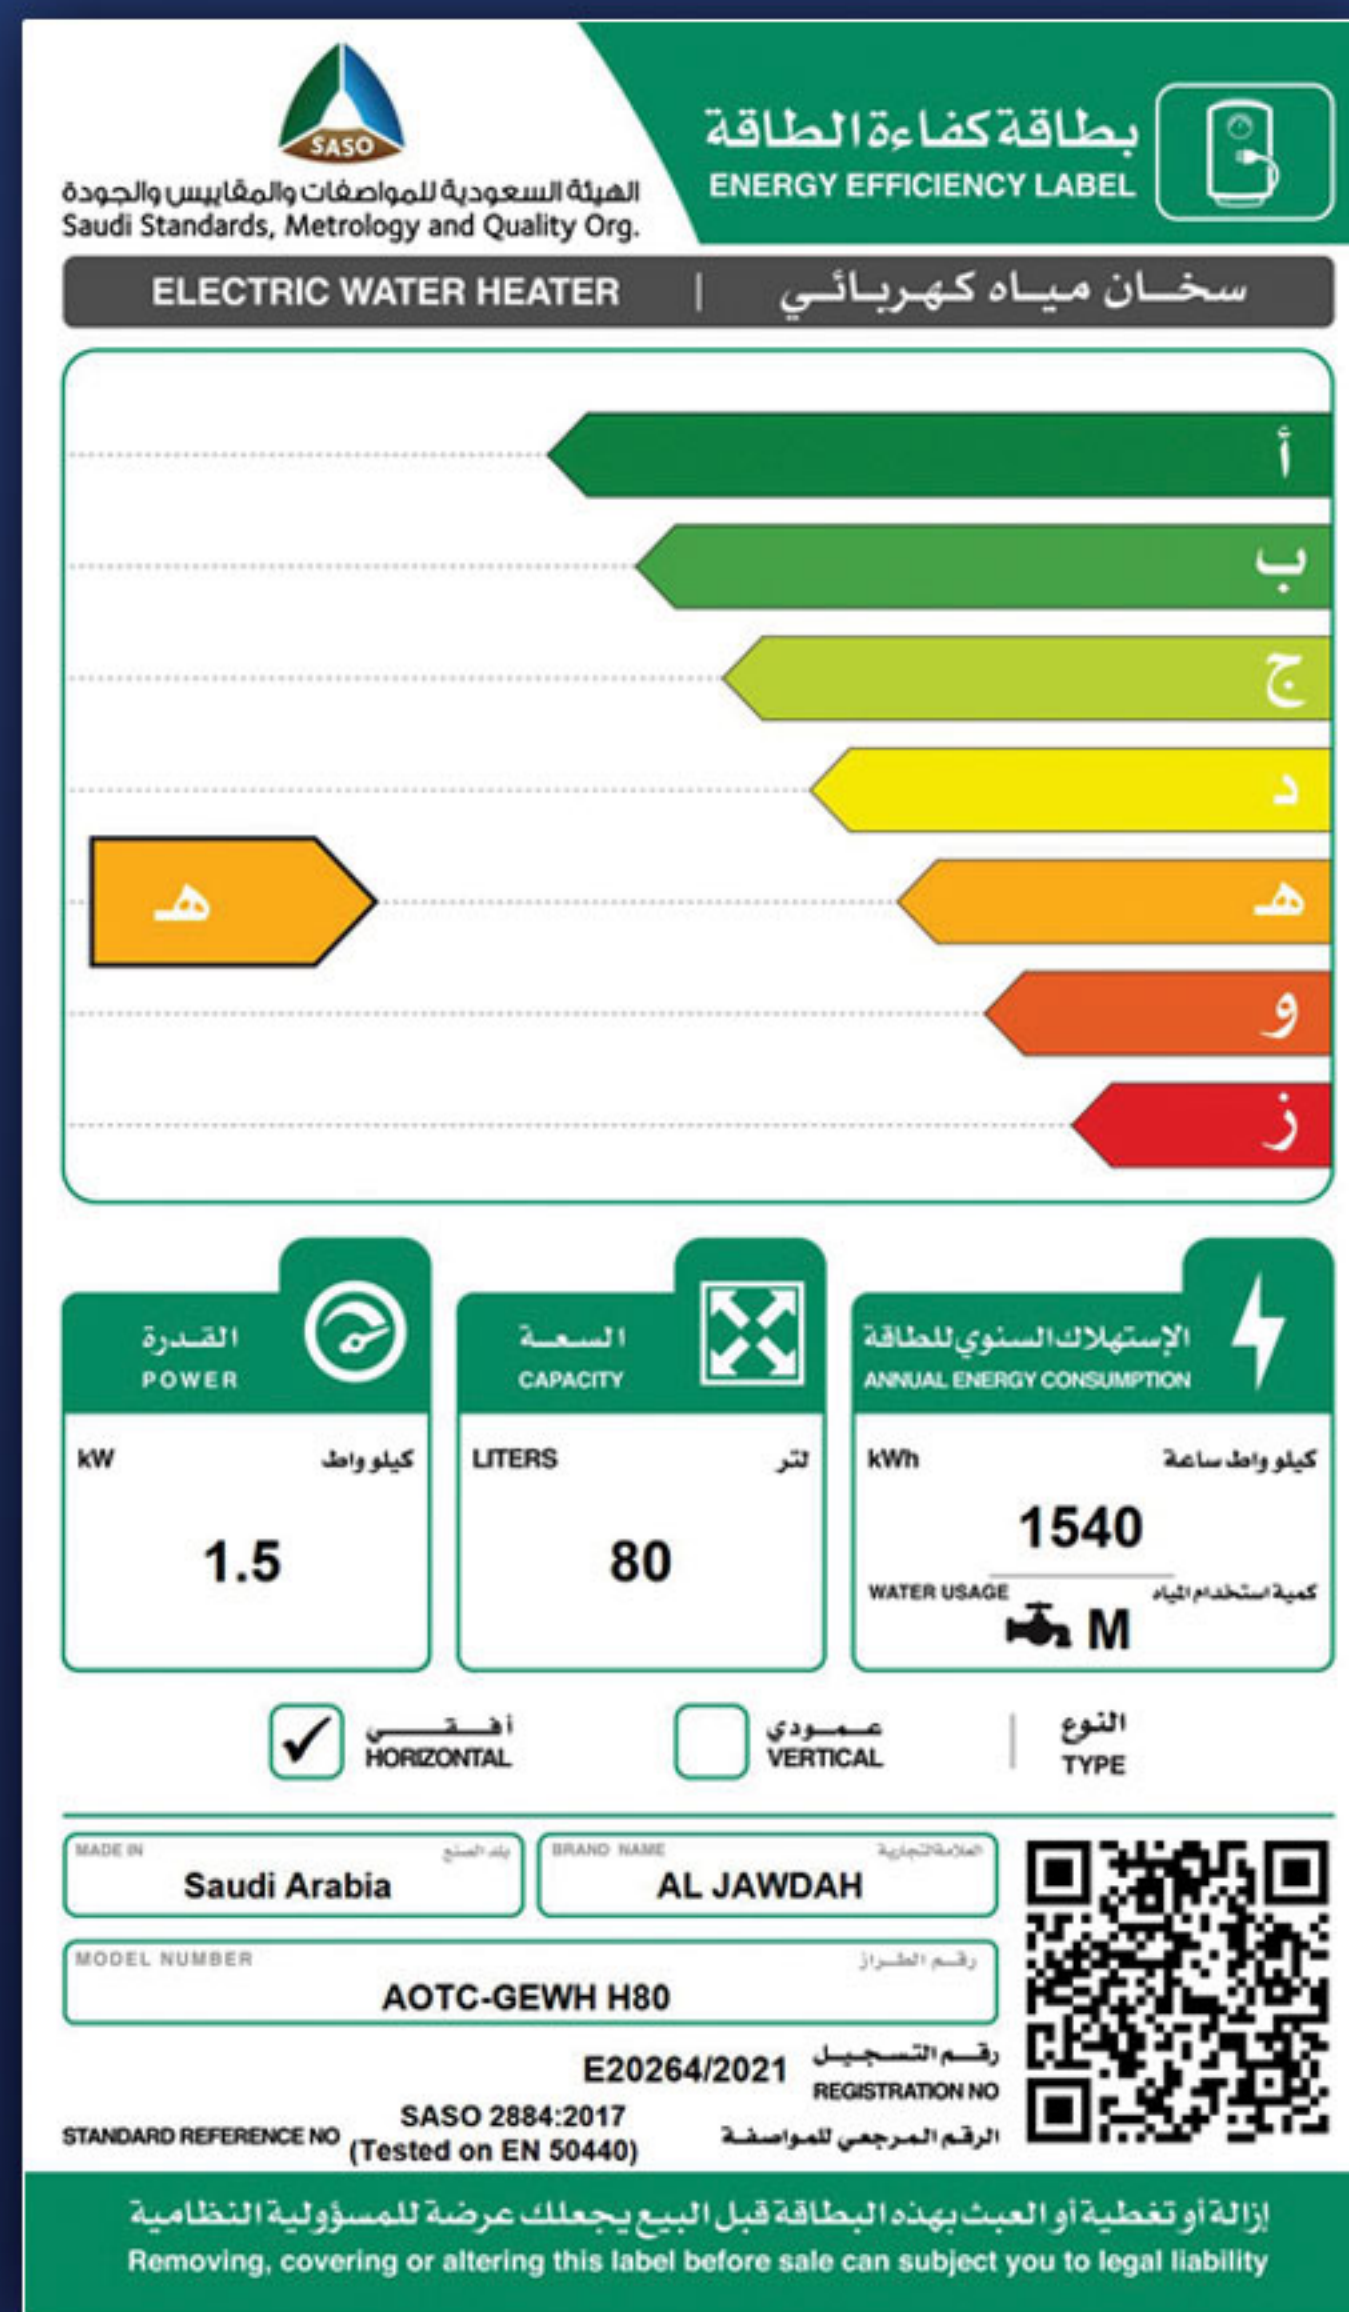 SASO
الهيئة السعودية للمواصفات والمقاييس والجودة
Saudi Standards, Metrology and Quality Org.
بطاقة كفاءة الطاقة
ENERGY EFFICIENCY LABEL
ELECTRIC WATER HEATER | سخان مياه كهربائي
أ
ب
ج
د
هـ
هـ
و
ز
القدرة
POWER
kW كيلو واط
1.5
السعة
CAPACITY
LITERS لتر
80
الإستهلاك السنوي للطاقة
ANNUAL ENERGY CONSUMPTION
kWh كيلو واط ساعة
1540
WATER USAGE كمية استخدام المياه
M
النوع
TYPE
عمودي
VERTICAL
أفقي
HORIZONTAL
MADE IN بلد الصنع
Saudi Arabia
BRAND NAME العلامة التجارية
AL JAWDAH
MODEL NUMBER رقم الطراز
AOTC-GEWH H80
رقم التسجيل
E20264/2021
REGISTRATION NO
STANDARD REFERENCE NO SASO 2884:2017 الرقم المرجعي للمواصفة
(Tested on EN 50440)
إزالة أو تغطية أو العبث بهذه البطاقة قبل البيع يجعلك عرضة للمسؤولية النظامية
Removing, covering or altering this label before sale can subject you to legal liability